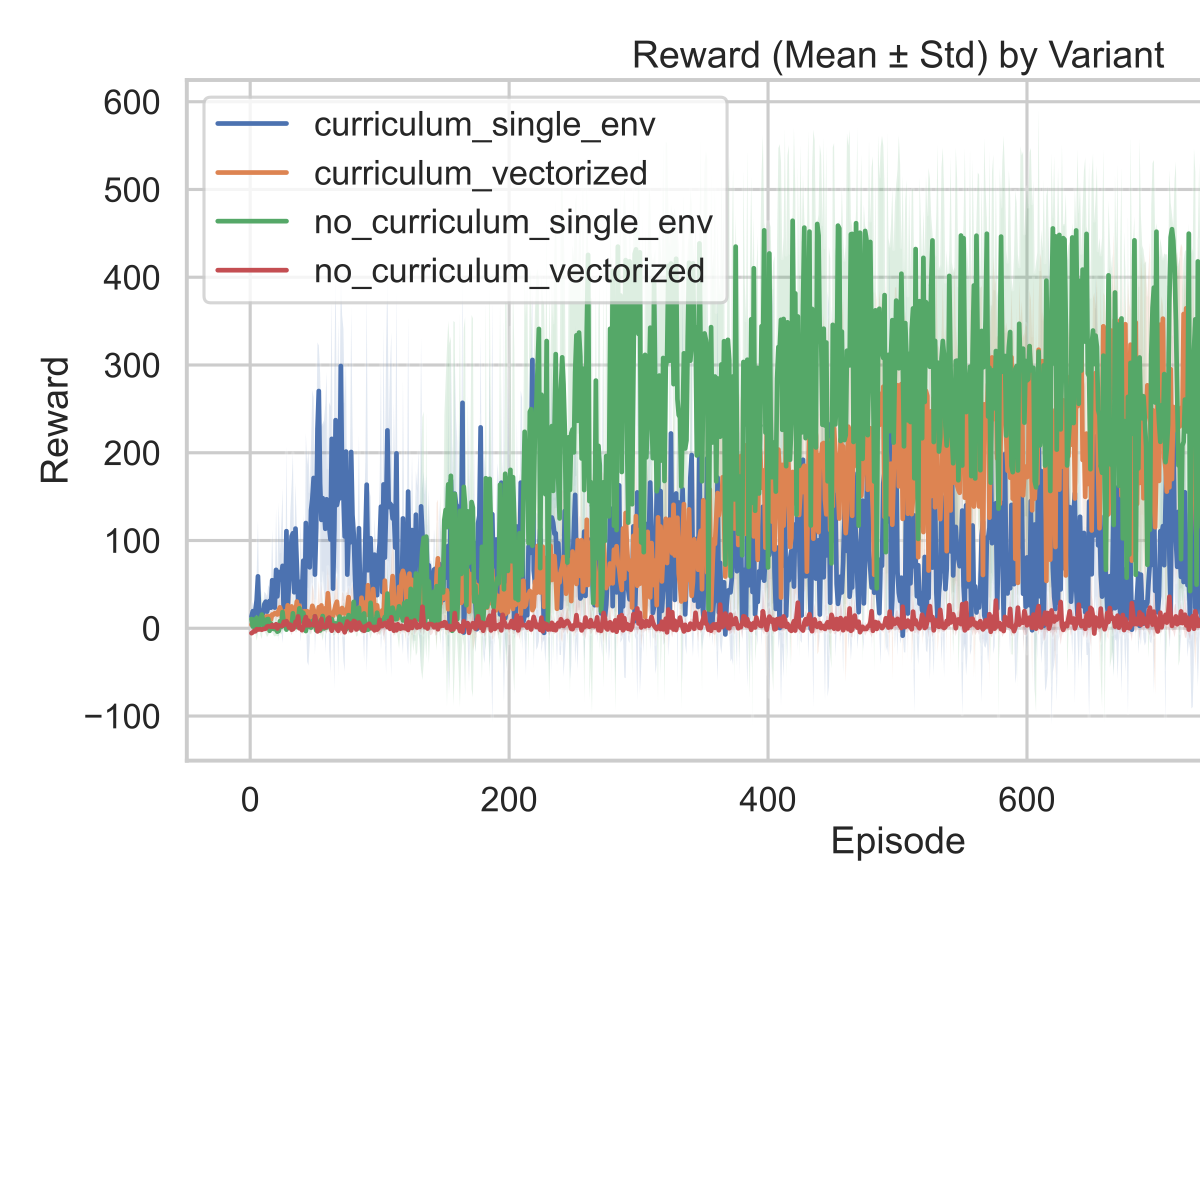 Reward (Mean ± Std) by Variant
600
500
400
300
200
100
0
−100
Reward
curriculum_single_env
curriculum_vectorized
no_curriculum_single_env
no_curriculum_vectorized
0 200 400 600
Episode